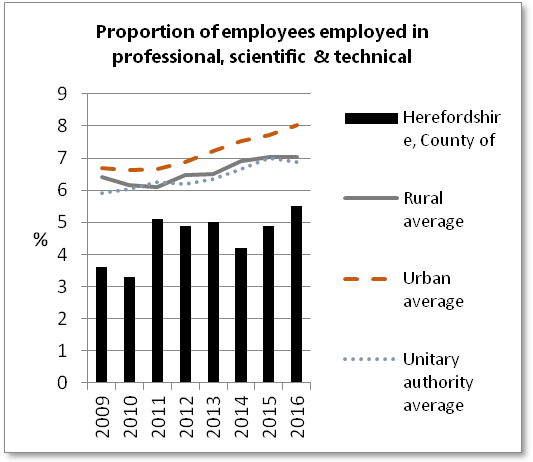 Proportion of employees employed in
professional, scientific & technical
9
8
7
6
5
4
3
2
1
0
%
2009
2010
2011
2012
2013
2014
2015
2016
Herefordshir
e, County of
Rural
average
Urban
average
Unitary
authority
average